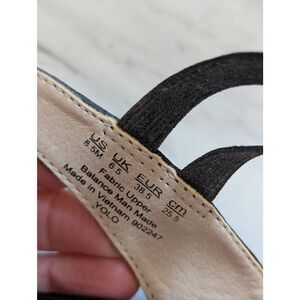 US UK EUR cm
8.5M 6.5 38.5 25.5
Fabric Upper
Balance Man Made
Made in Vietnam 902247
YOLO